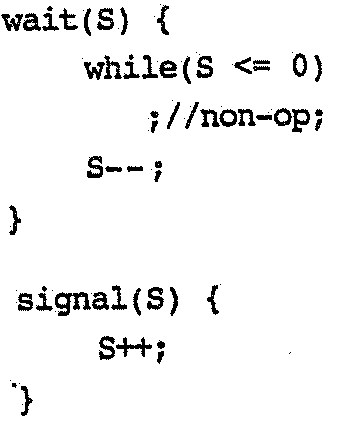 wait(S) {
while(S <= 0)
;//non-op;
S--;
}
signal(S) {
S++;
}